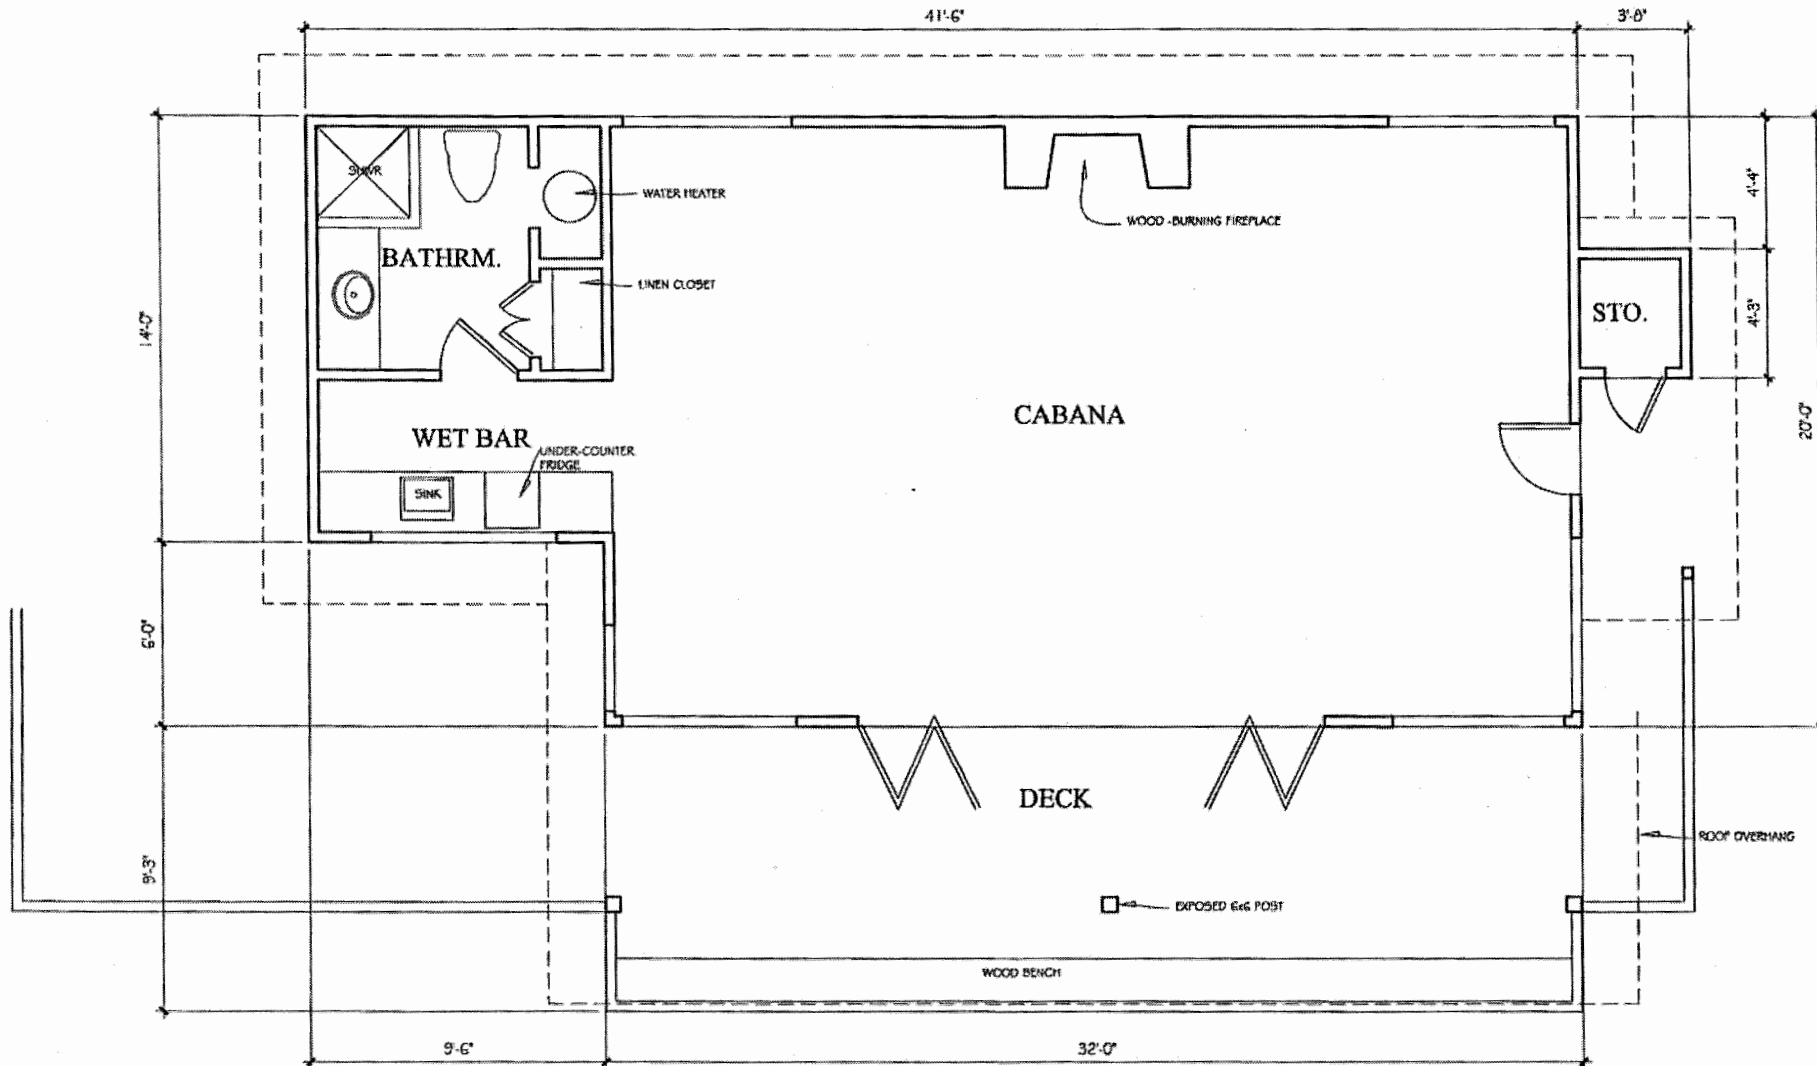 41'-6"
3'-8"
SHWR
WATER HEATER
WOOD -BURNING FIREPLACE
4'-4"
BATHRM.
LINEN CLOSET
STO.
4'-3"
14'-0"
CABANA
20'-0"
WET BAR
UNDER-COUNTER
FRIDGE
SINK
6'-0"
DECK
ROOF OVERHANG
9'-3"
EXPOSED 6x6 POST
WOOD BENCH
9'-6"
32'-0"